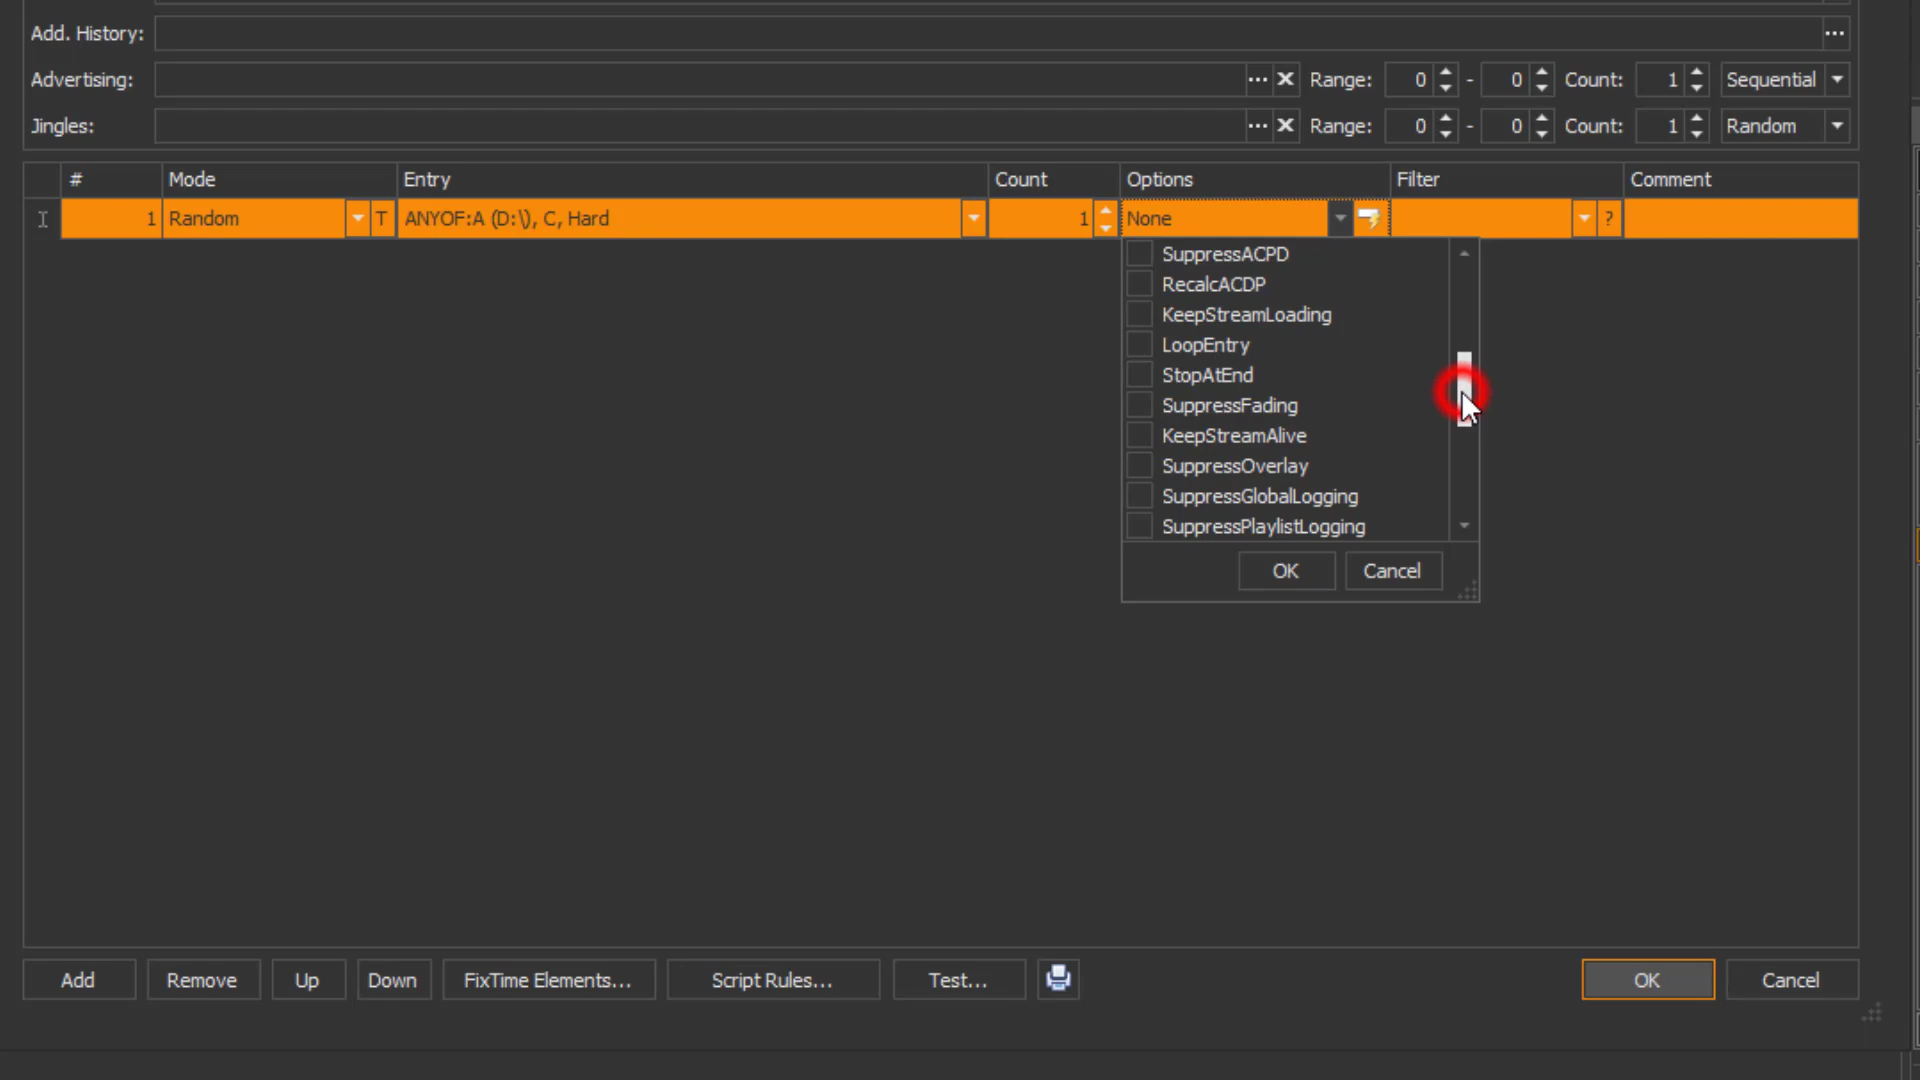 Add. History: ...
Advertising: ... X Range: 0 - 0 Count: 1 Sequential
Jingles: ... X Range: 0 - 0 Count: 1 Random
# Mode Entry Count Options Filter Comment
1 Random T ANYOF:A (D:\), C, Hard 1 None ?
SuppressACPD
RecalcACDP
KeepStreamLoading
LoopEntry
StopAtEnd
SuppressFading
KeepStreamAlive
SuppressOverlay
SuppressGlobalLogging
SuppressPlaylistLogging
OK Cancel
Add Remove Up Down FixTime Elements... Script Rules... Test... OK Cancel